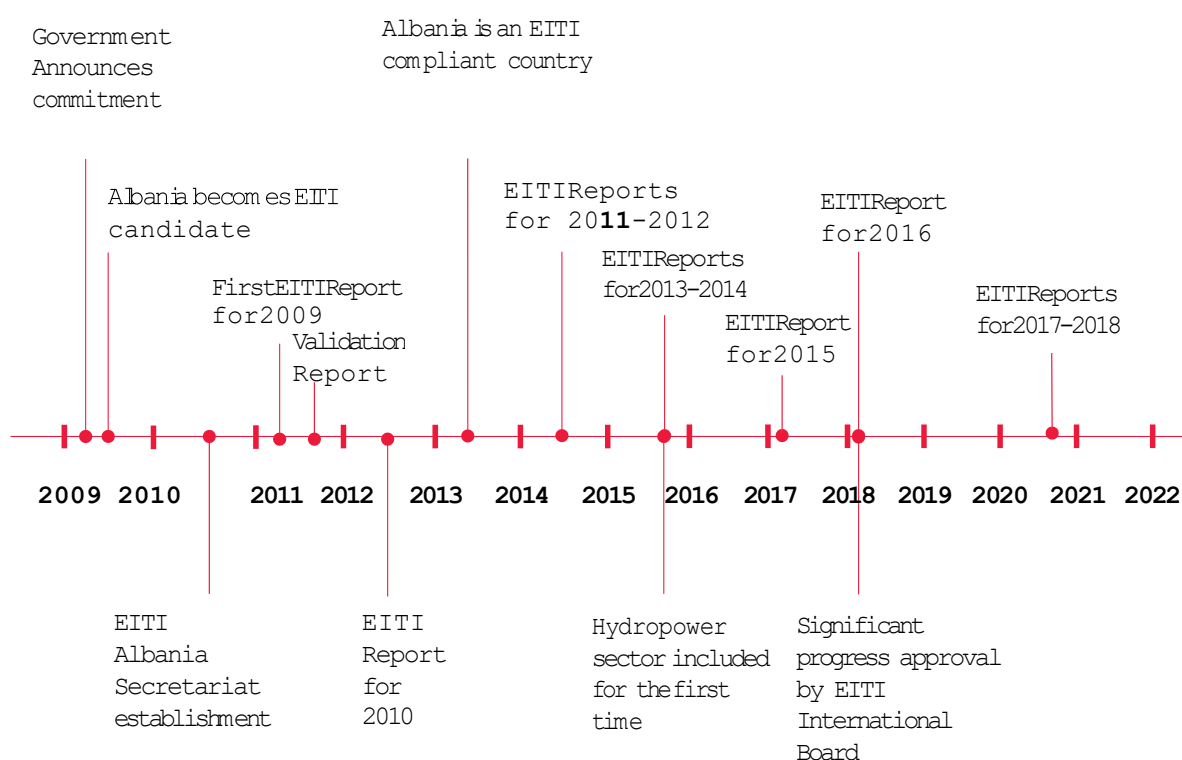 Government
Announces
commitment
Albania is an EITI
compliant country
Albania becomes EITI
candidate
EITIReports
for 2011-2012
EITIReport
for2016
EITIReports
for2013-2014
FirstEITIReport
for2009
EITIReports
for2017-2018
EITIReport
for2015
Validation
Report
2009 2010 2011 2012 2013 2014 2015 2016 2017 2018 2019 2020 2021 2022
EITI
Albania
Secretariat
establishment
EITI
Report
for
2010
Hydropower
sector included
for the first
time
Significant
progress approval
by EITI
International
Board